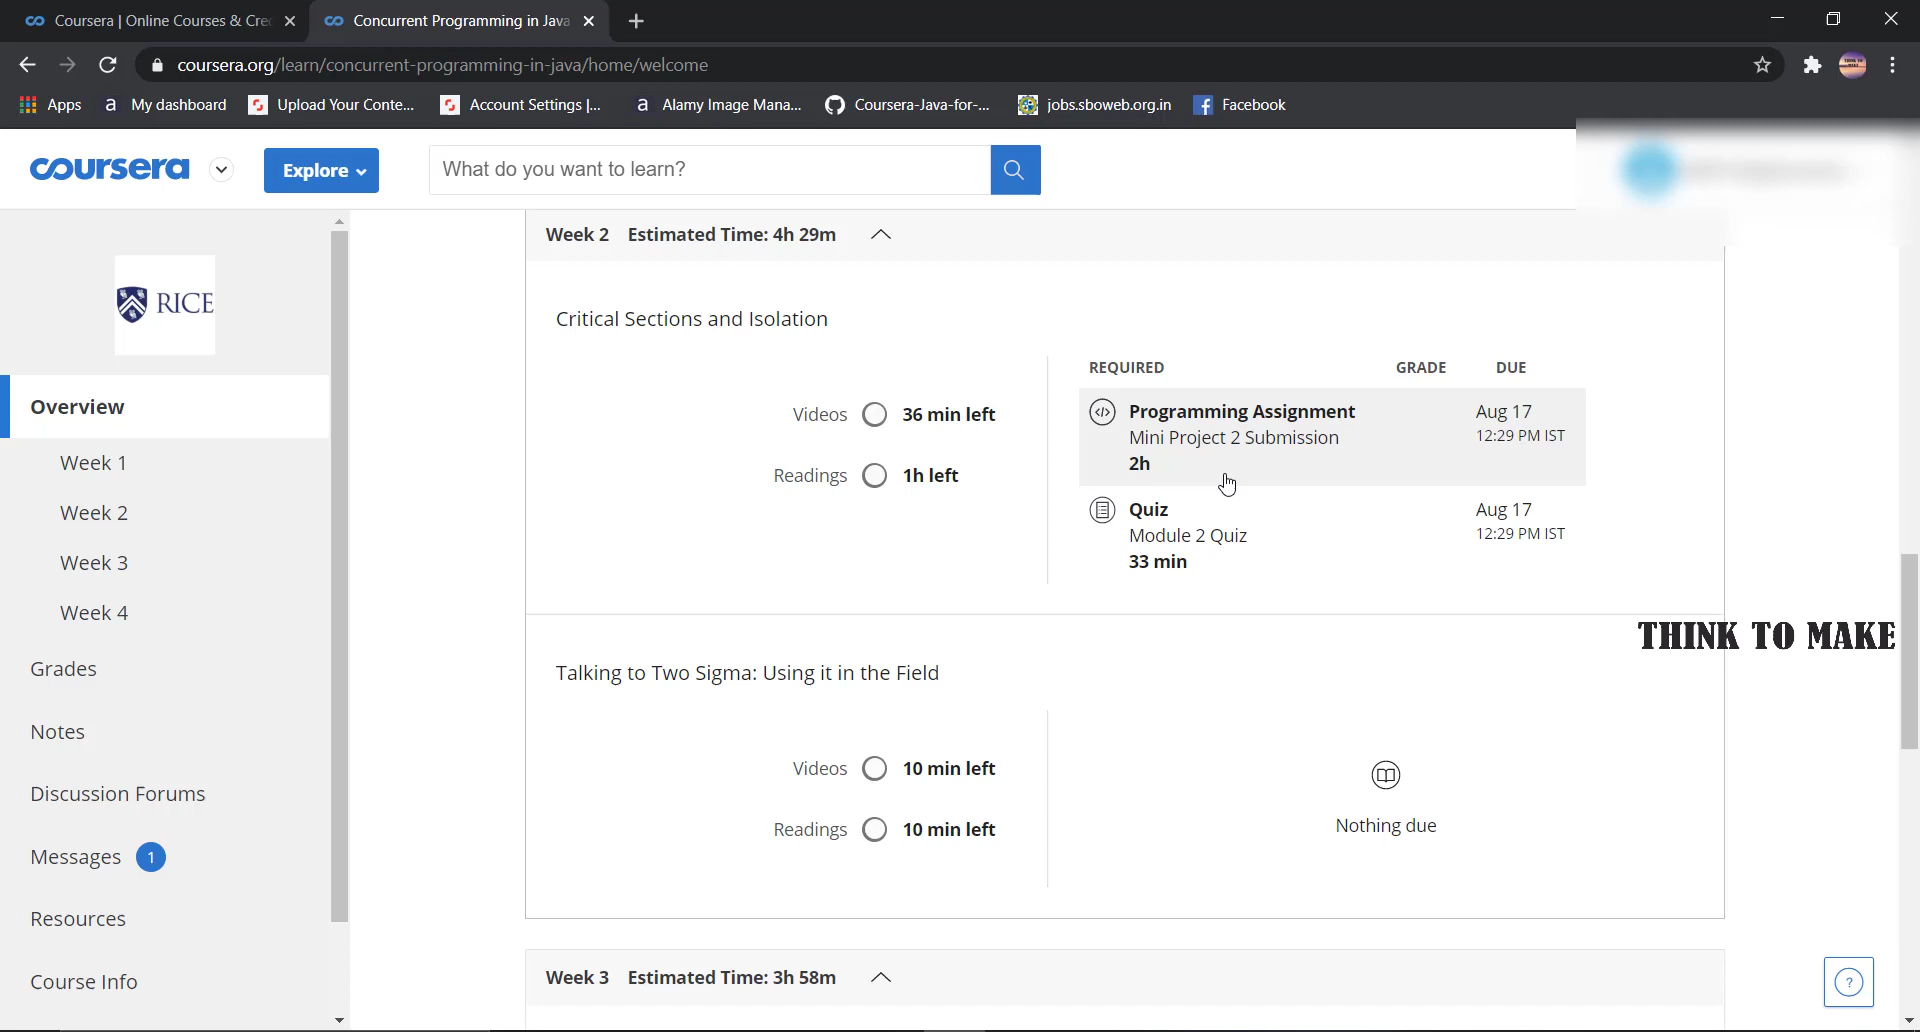 Coursera | Online Courses & Cre
Concurrent Programming in Java
coursera.org/learn/concurrent-programming-in-java/home/welcome
Apps
My dashboard
Upload Your Conte...
Account Settings |...
Alamy Image Mana...
Coursera-Java-for-...
jobs.sboweb.org.in
Facebook
coursera
Explore
What do you want to learn?
RICE
Overview
Week 1
Week 2
Week 3
Week 4
Grades
Notes
Discussion Forums
Messages 1
Resources
Course Info
Week 2 Estimated Time: 4h 29m
Critical Sections and Isolation
Videos 36 min left
Readings 1h left
REQUIRED GRADE DUE
Programming Assignment Aug 17
Mini Project 2 Submission 12:29 PM IST
2h
Quiz Aug 17
Module 2 Quiz 12:29 PM IST
33 min
THINK TO MAKE
Talking to Two Sigma: Using it in the Field
Videos 10 min left
Readings 10 min left
Nothing due
Week 3 Estimated Time: 3h 58m